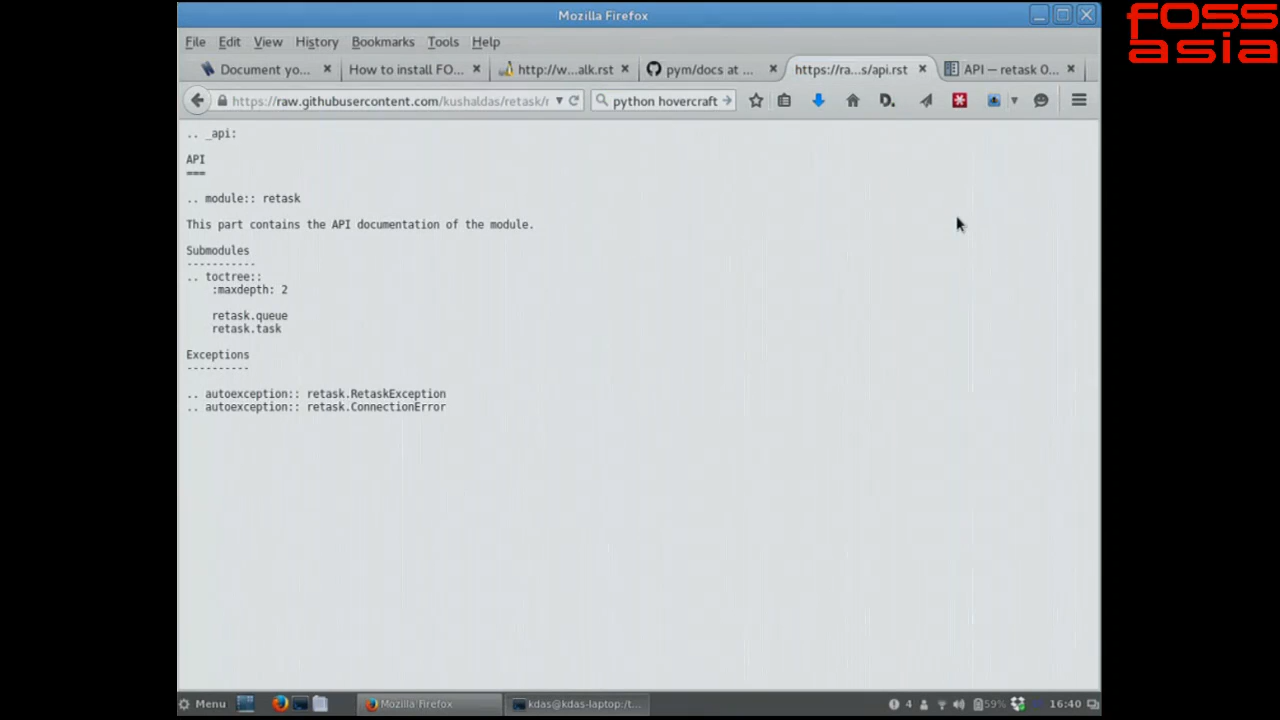 FOSS
asia
Mozilla Firefox
File Edit View History Bookmarks Tools Help
Document yo... How to install FO... http://w...alk.rst pym/docs at ... https://ra...s/api.rst API — retask 0...
https://raw.githubusercontent.com/kushaldas/retask/r python hovercraft D.
.. _api:
API
===
.. module:: retask
This part contains the API documentation of the module.
Submodules
-----------
.. toctree::
:maxdepth: 2
retask.queue
retask.task
Exceptions
----------
.. autoexception:: retask.RetaskException
.. autoexception:: retask.ConnectionError
Menu Mozilla Firefox kdas@kdas-laptop:/t... 4 59% 16:40